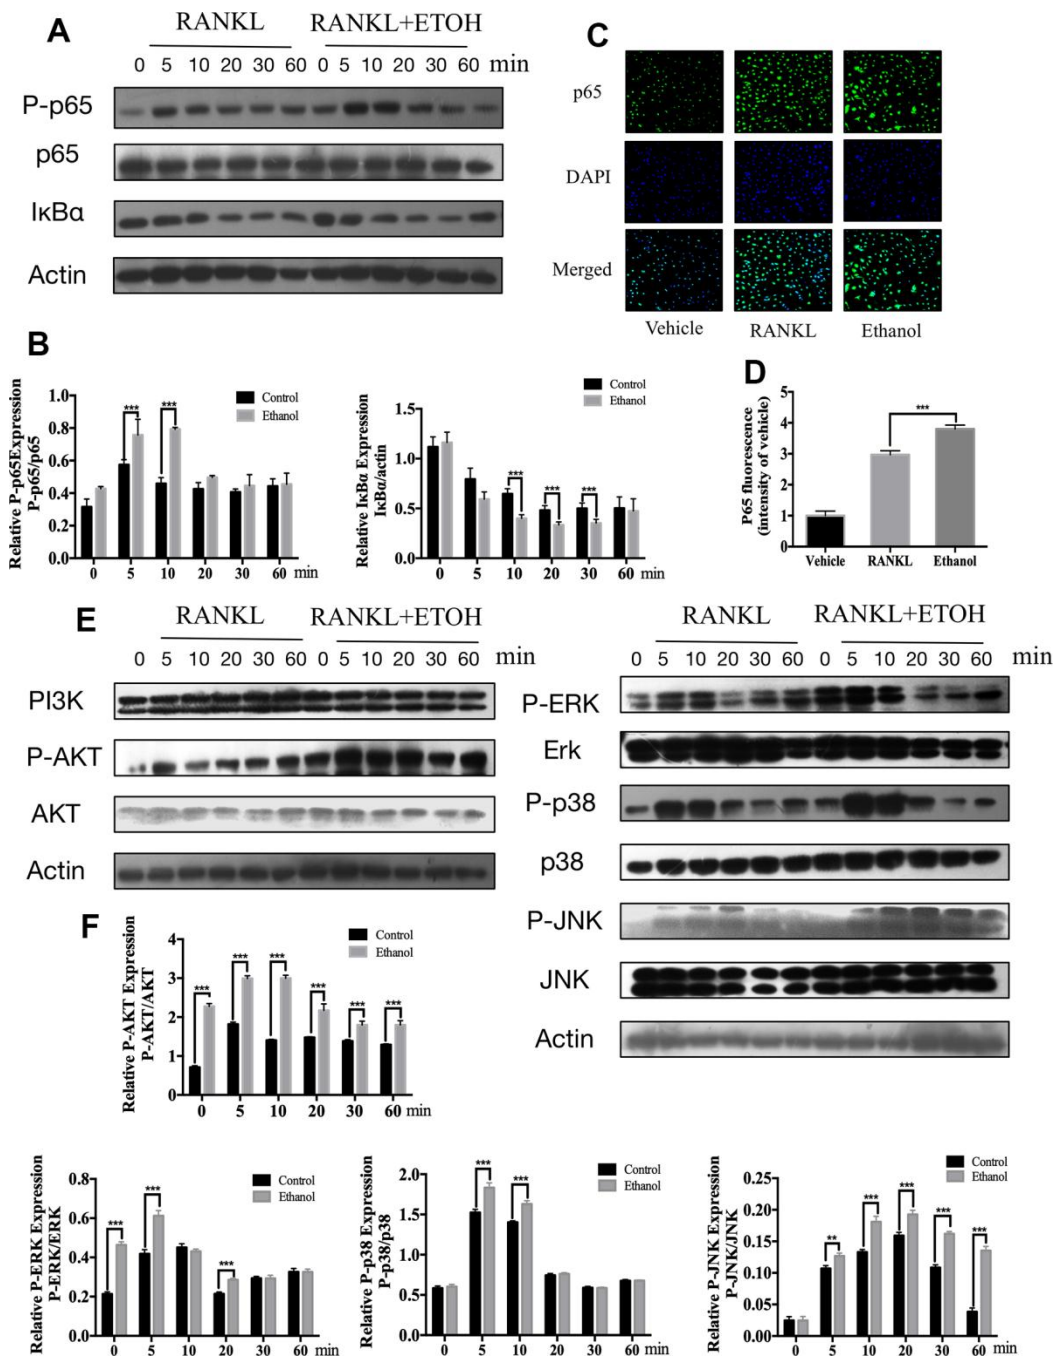 A
RANKL RANKL+ETOH
0 5 10 20 30 60 0 5 10 20 30 60 min
P-p65
p65
IκBα
Actin
C
p65
DAPI
Merged
Vehicle RANKL Ethanol
B
Relative P-p65Expression
P-p65/p65
1.0
0.8
0.6
0.4
0.2
0.0
*** ***
Control
Ethanol
0 5 10 20 30 60 min
Relative IκBα Expression
IκBα/actin
1.5
1.0
0.5
0.0
*** *** ***
Control
Ethanol
0 5 10 20 30 60 min
D
P65 fluorescence
(intensity of vehicle)
5
4
3
2
1
0
***
Vehicle RANKL Ethanol
E
RANKL RANKL+ETOH
0 5 10 20 30 60 0 5 10 20 30 60 min
PI3K
P-AKT
AKT
Actin
RANKL RANKL+ETOH
0 5 10 20 30 60 0 5 10 20 30 60 min
P-ERK
Erk
P-p38
p38
P-JNK
JNK
Actin
F
Relative P-AKT Expression
P-AKT/AKT
4
3
2
1
0
*** *** *** *** *** ***
Control
Ethanol
0 5 10 20 30 60 min
Relative P-ERK Expression
P-ERK/ERK
0.8
0.6
0.4
0.2
0.0
*** *** ***
Control
Ethanol
0 5 10 20 30 60 min
Relative P-p38 Expression
P-p38/p38
2.0
1.5
1.0
0.5
0.0
*** ***
Control
Ethanol
0 5 10 20 30 60 min
Relative P-JNK Expression
P-JNK/JNK
0.25
0.20
0.15
0.10
0.05
0.00
** *** *** *** ***
Control
Ethanol
0 5 10 20 30 60 min